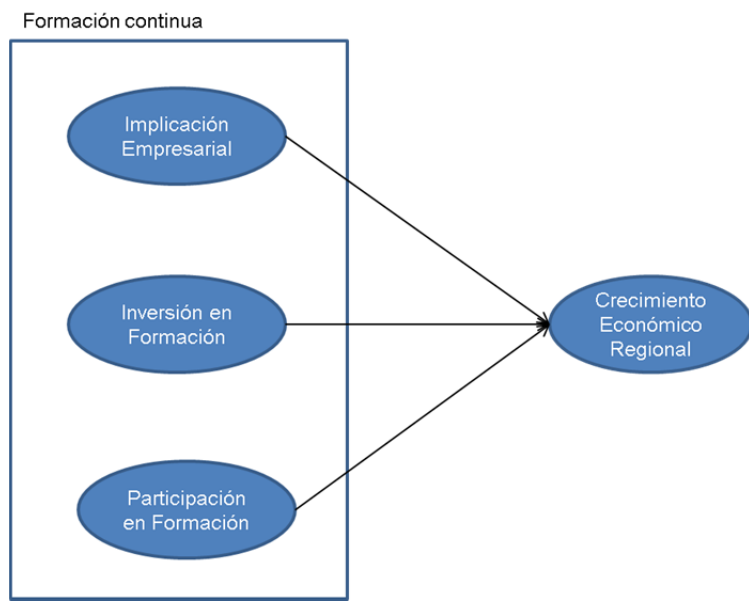 Formación continua
Implicación
Empresarial
Inversión en
Formación
Participación
en Formación
Crecimiento
Económico
Regional